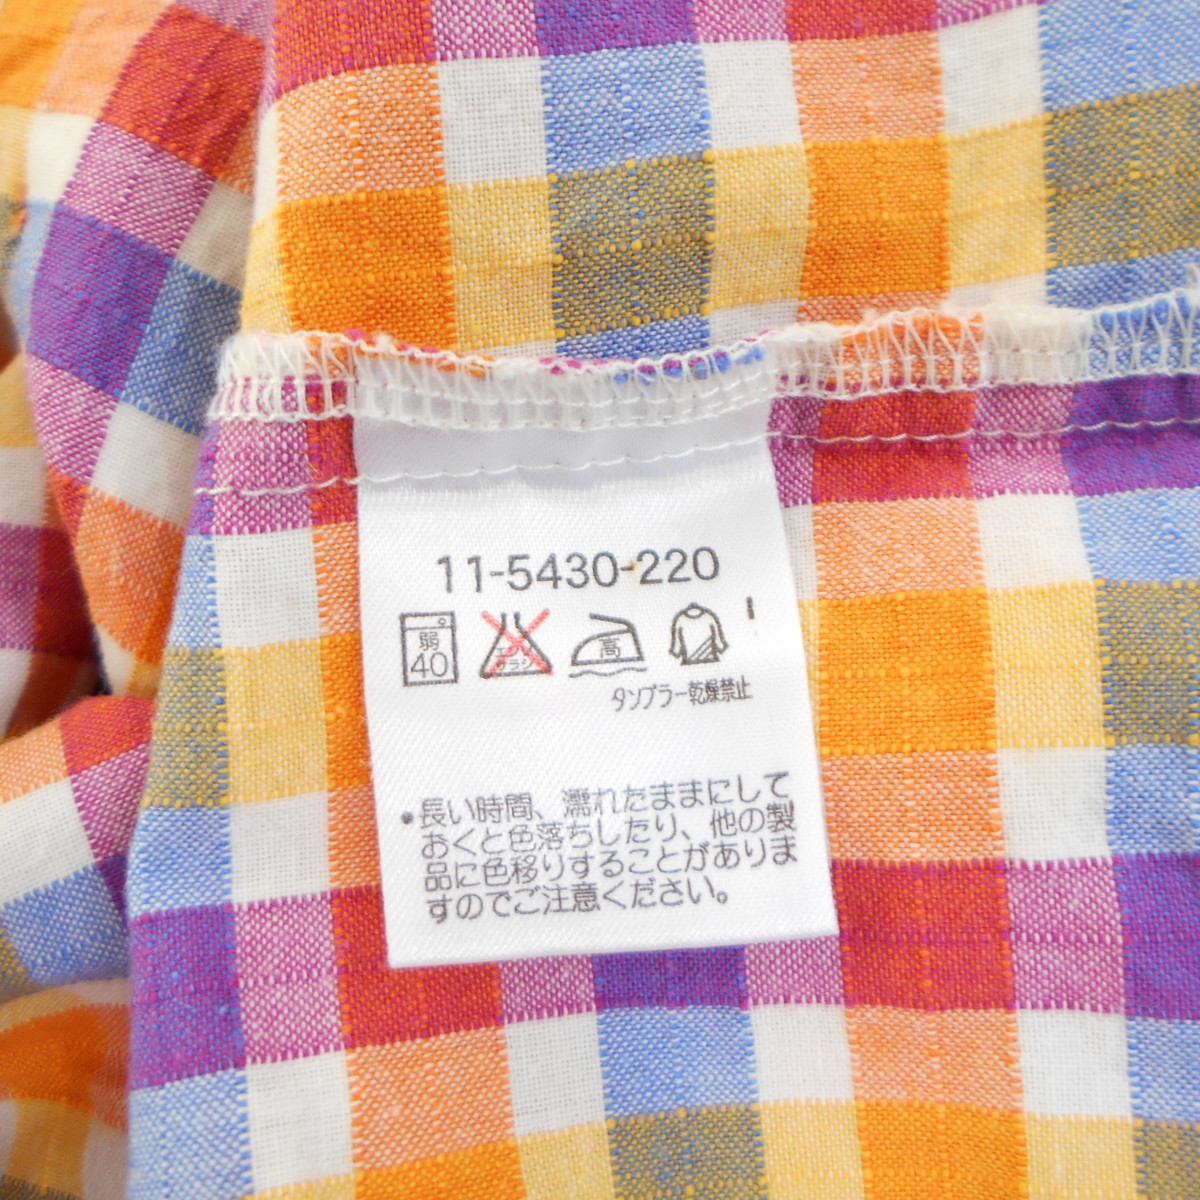 11-5430-220
弱
40
エンソ
サラシ
高
タンブラー乾燥禁止
•長い時間、濡れたままにして
おくと色落ちしたり、他の製
品に色移りすることがありま
すのでご注意ください。